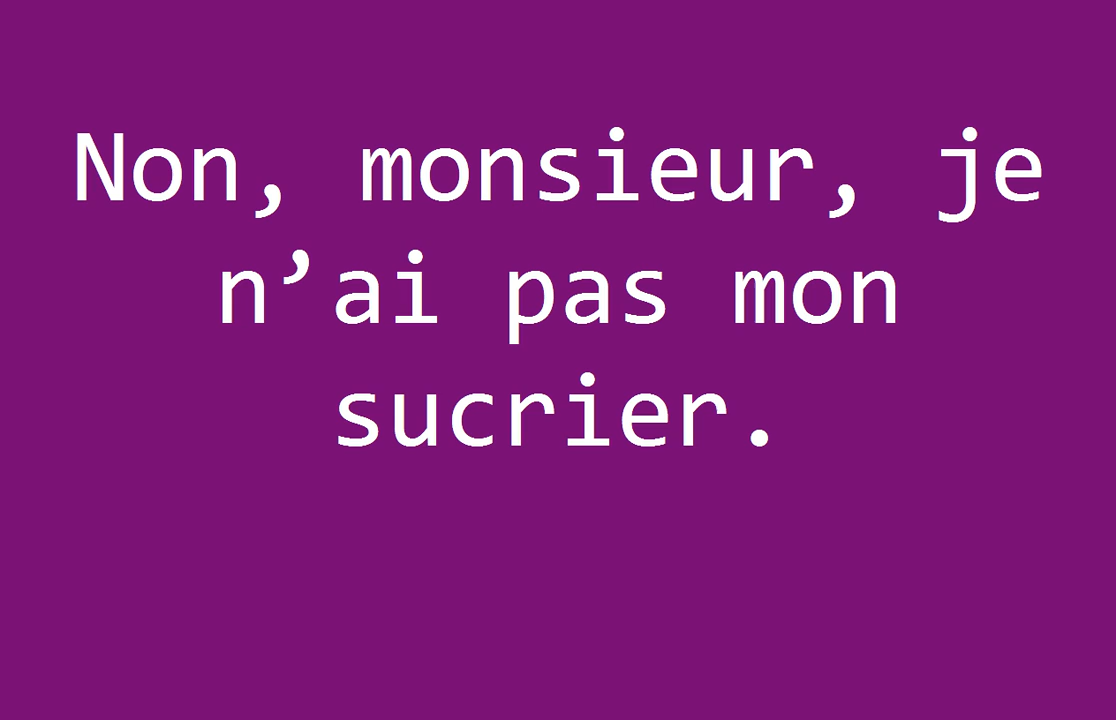 Non, monsieur, je
n’ai pas mon
sucrier.